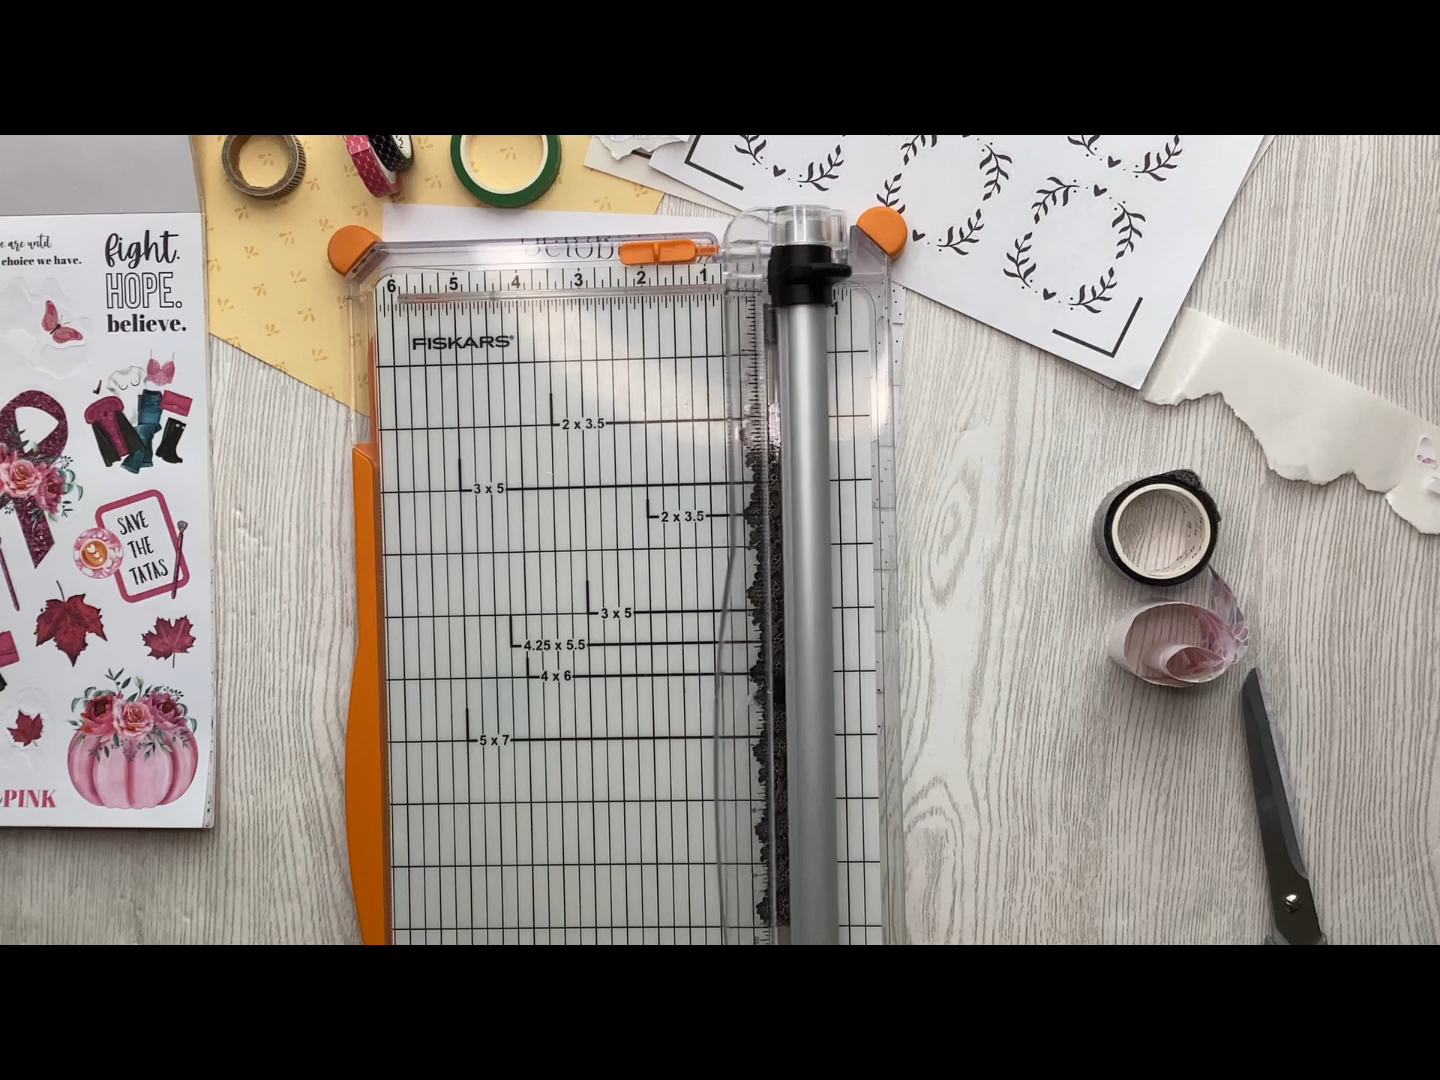 e are until
choice we have.
fight.
HOPE.
believe.
SAVE
THE
TATAS
PINK
6 5 4 3 2 1
FISKARS®
2 x 3.5
3 x 5
2 x 3.5
3 x 5
4.25 x 5.5
4 x 6
5 x 7